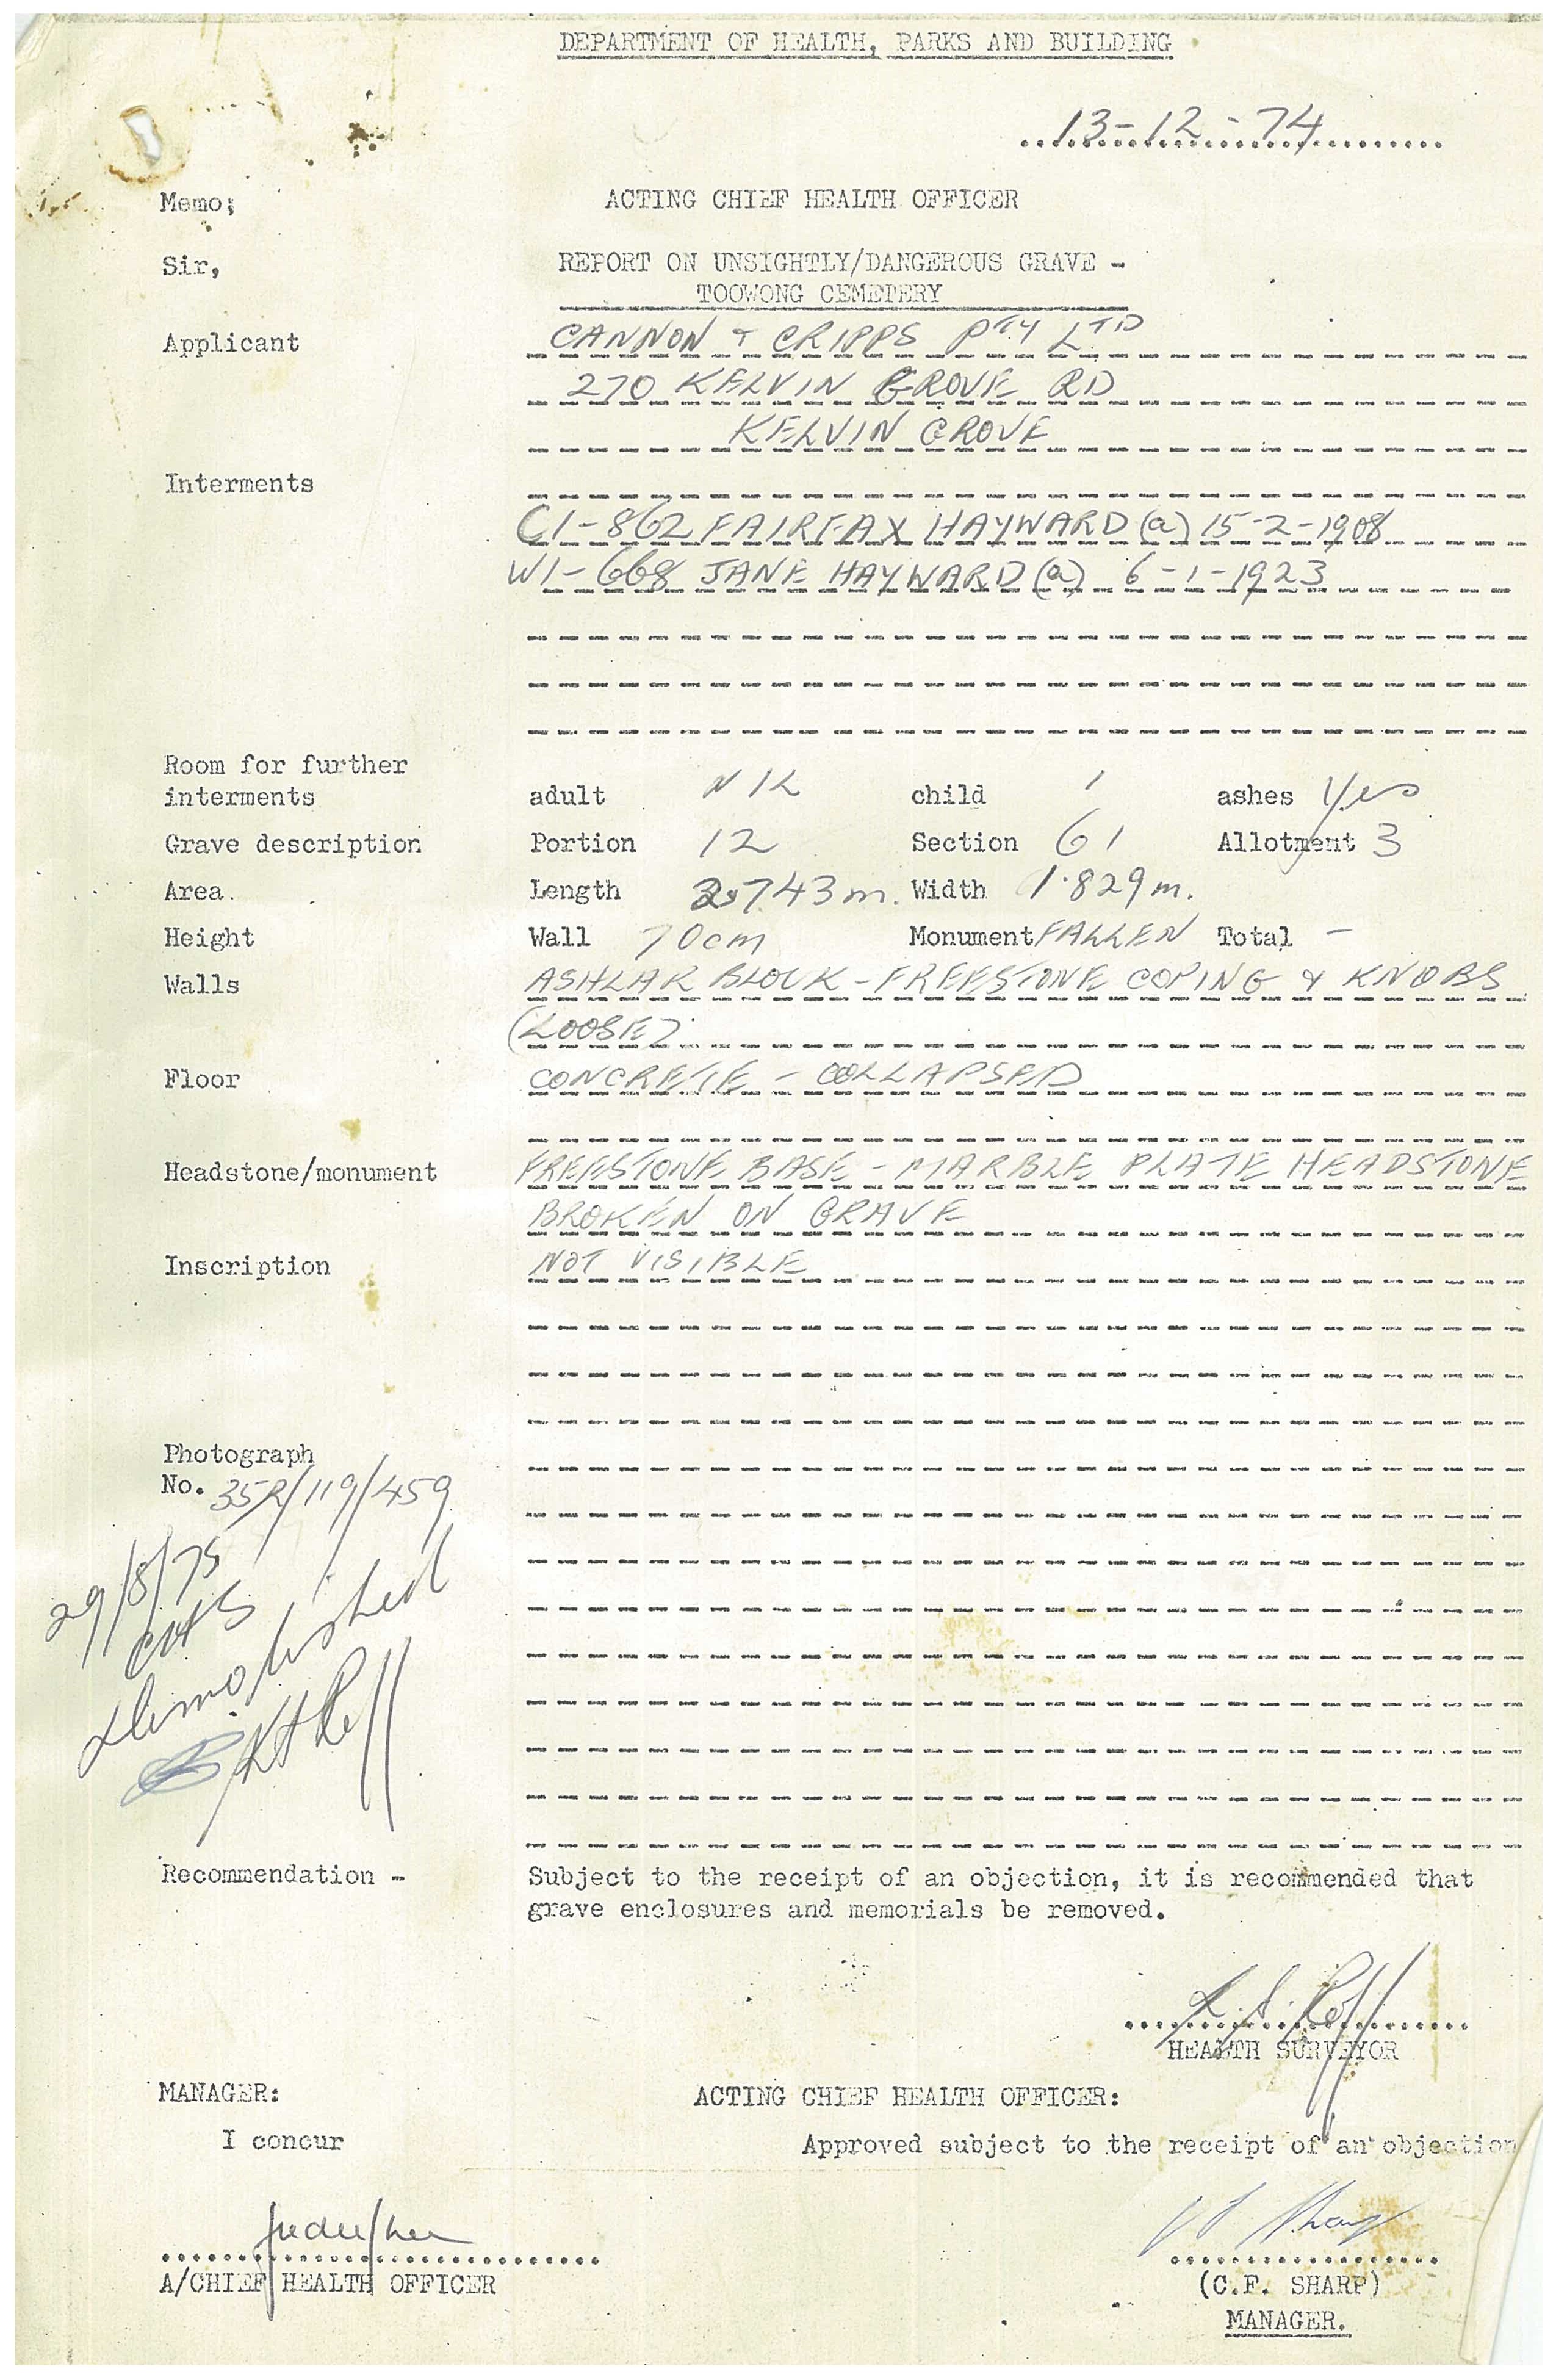 DEPARTMENT OF HEALTH, PARKS AND BUILDING
13-12-74
Memo; ACTING CHIEF HEALTH OFFICER
Sir, REPORT ON UNSIGHTLY/DANGEROUS GRAVE -
TOOWONG CEMETERY
Applicant CANNON & CRIPPS PTY LTD
270 KELVIN GROVE RD
KELVIN GROVE
Interments
C1-862 FAIRFAX HAYWARD (a) 15-2-1908
W1-668 JANE HAYWARD (a) 6-1-1923
Room for further
interments adult NIL child 1 ashes Yes
Grave description Portion 12 Section 61 Allotment 3
Area. Length 2.743m. Width 1.829m.
Height Wall 70cm Monument FALLEN Total -
Walls ASHLAR BLOCK - FREESTONE COPING & KNOBS
(LOOSE)
Floor CONCRETE - COLLAPSED
Headstone/monument FREESTONE BASE - MARBLE PLATE HEADSTONE
BROKEN ON GRAVE
Inscription NOT VISIBLE
Photograph
No. 35R/119/459
29/8/75
demolished
Recommendation - Subject to the receipt of an objection, it is recommended that
grave enclosures and memorials be removed.
HEALTH SURVEYOR
MANAGER: ACTING CHIEF HEALTH OFFICER:
I concur Approved subject to the receipt of an objection
A/CHIEF HEALTH OFFICER (C.F. SHARP)
MANAGER.